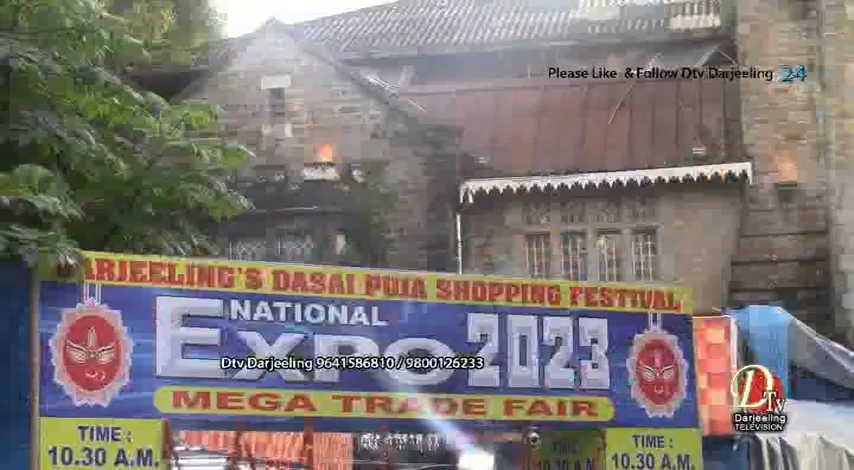 Please Like & Follow Dtv Darjeeling 24
DARJEELING'S DASAI PUJA SHOPPING FESTIVAL
NATIONAL
EXPO 2023
Dtv Darjeeling 9641586810 / 9800126233
MEGA TRADE FAIR
TIME :
10.30 A.M.
TIME :
10.30 A.M.
DTv
Darjeeling
TELEVISION